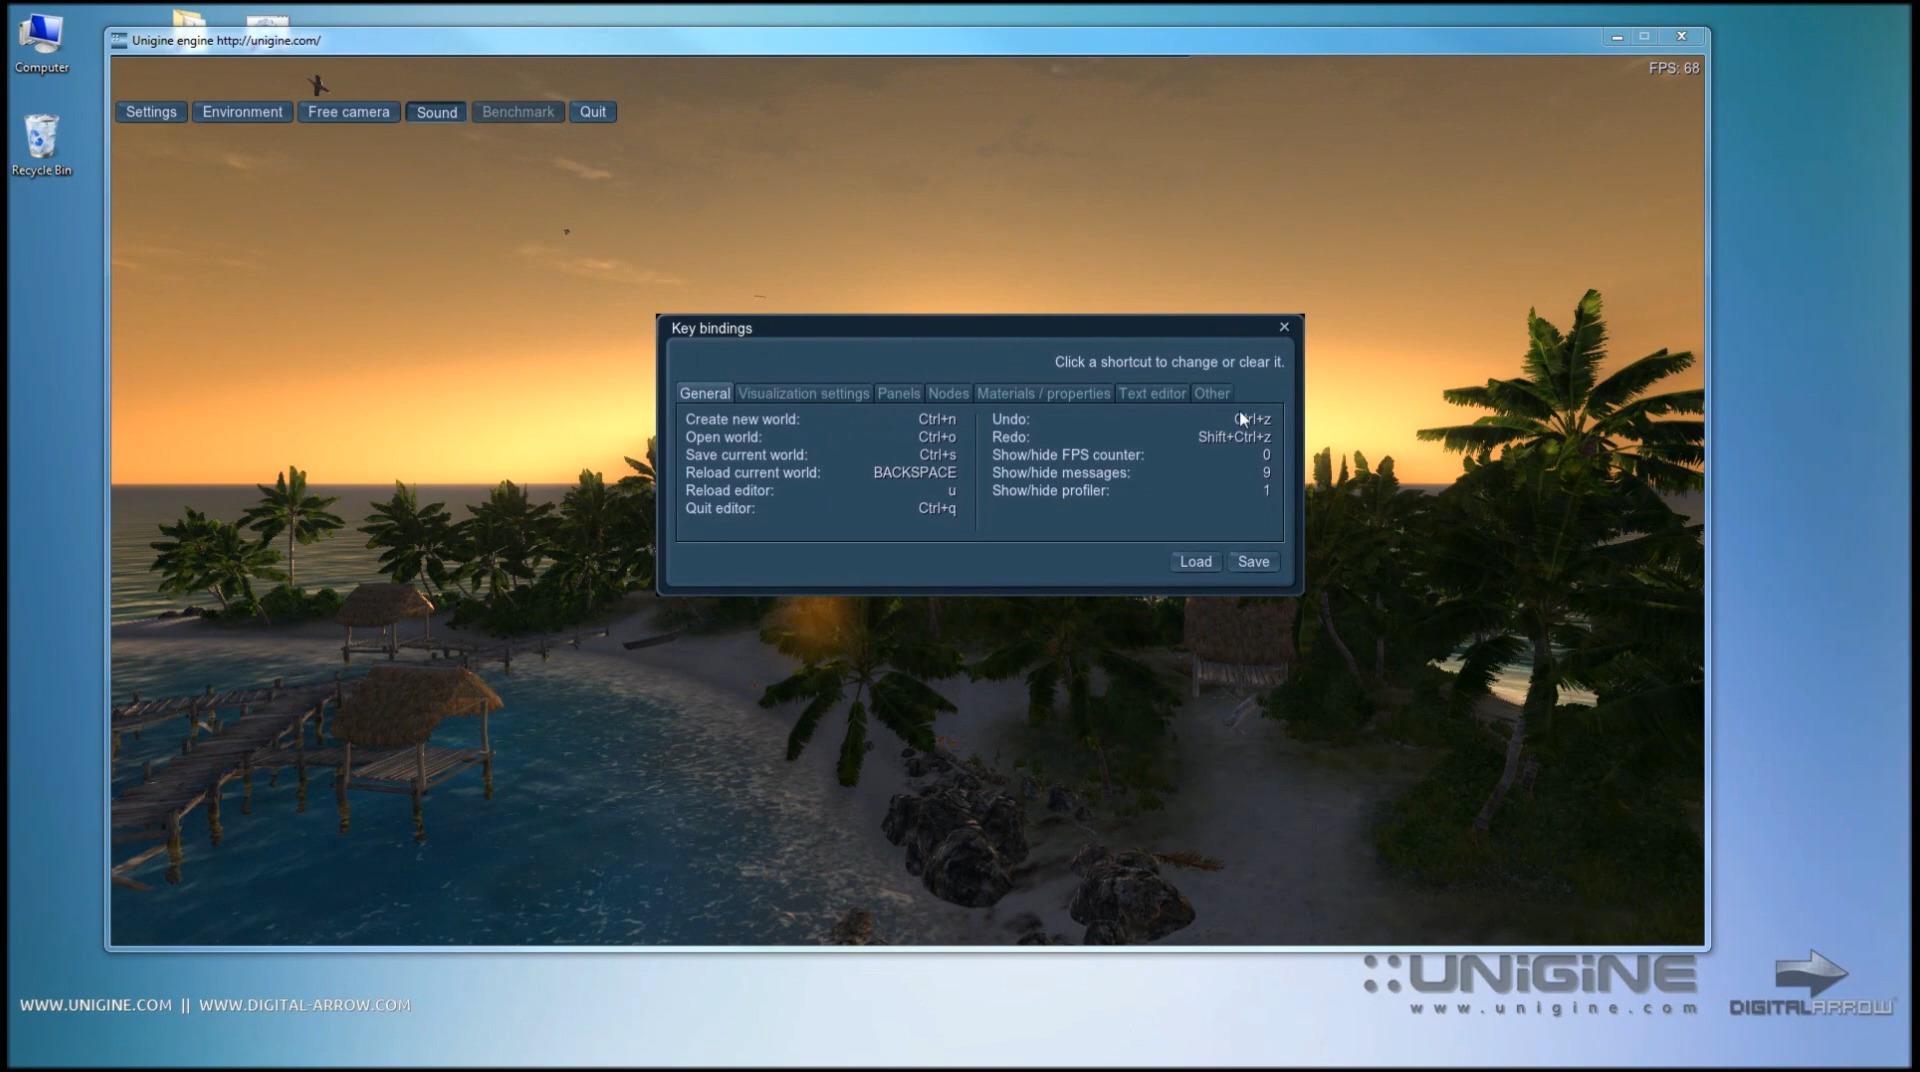 Computer
Recycle Bin
Unigine engine http://unigine.com/
FPS: 68
Settings Environment Free camera Sound Benchmark Quit
Key bindings
Click a shortcut to change or clear it.
General Visualization settings Panels Nodes Materials / properties Text editor Other
Create new world: Ctrl+n
Open world: Ctrl+o
Save current world: Ctrl+s
Reload current world: BACKSPACE
Reload editor: u
Quit editor: Ctrl+q
Undo: Ctrl+z
Redo: Shift+Ctrl+z
Show/hide FPS counter: 0
Show/hide messages: 9
Show/hide profiler: 1
Load Save
WWW.UNIGINE.COM || WWW.DIGITAL-ARROW.COM
UNiGiNE
www.unigine.com
DIGITALARROW